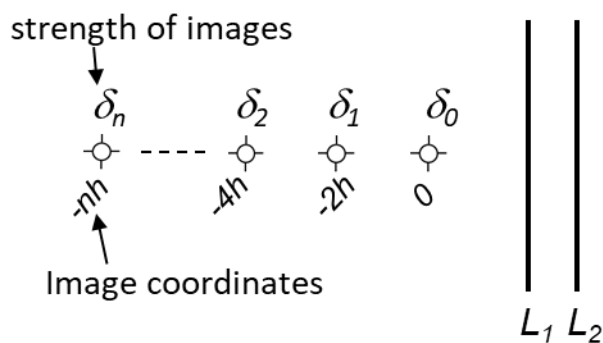 strength of images
δn δ2 δ1 δ0
-nh -4h -2h 0
Image coordinates
L1 L2